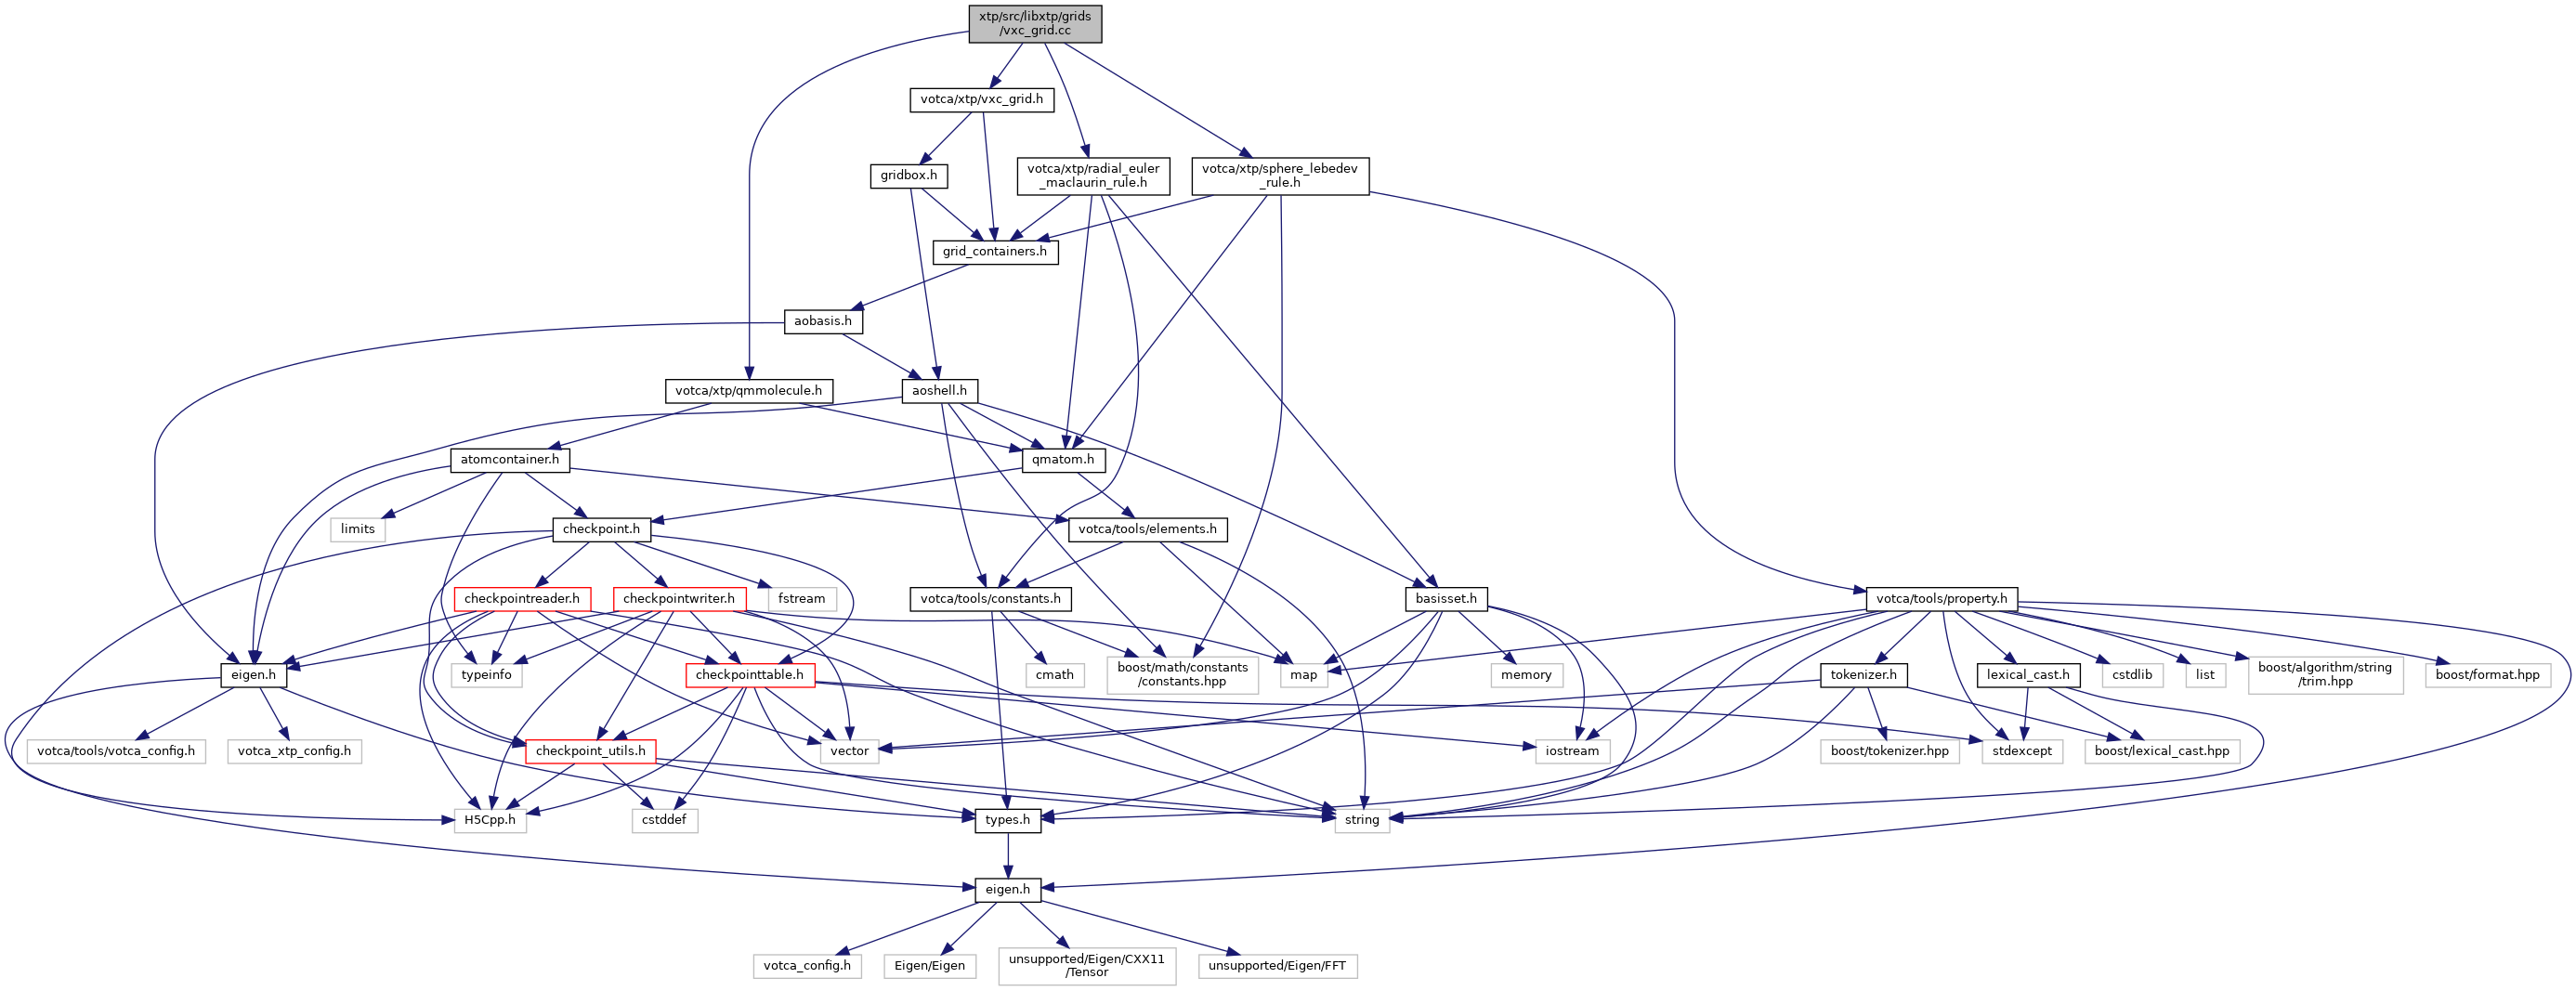 xtp/src/libxtp/grids
/vxc_grid.cc
votca/xtp/vxc_grid.h
gridbox.h
votca/xtp/radial_euler
_maclaurin_rule.h
votca/xtp/sphere_lebedev
_rule.h
grid_containers.h
aobasis.h
votca/xtp/qmmolecule.h
aoshell.h
atomcontainer.h
qmatom.h
limits
checkpoint.h
votca/tools/elements.h
checkpointreader.h
checkpointwriter.h
fstream
votca/tools/constants.h
basisset.h
votca/tools/property.h
eigen.h
typeinfo
checkpointtable.h
cmath
boost/math/constants
/constants.hpp
map
memory
tokenizer.h
lexical_cast.h
cstdlib
list
boost/algorithm/string
/trim.hpp
boost/format.hpp
votca/tools/votca_config.h
votca_xtp_config.h
checkpoint_utils.h
vector
iostream
boost/tokenizer.hpp
stdexcept
boost/lexical_cast.hpp
H5Cpp.h
cstddef
types.h
string
eigen.h
votca_config.h
Eigen/Eigen
unsupported/Eigen/CXX11
/Tensor
unsupported/Eigen/FFT